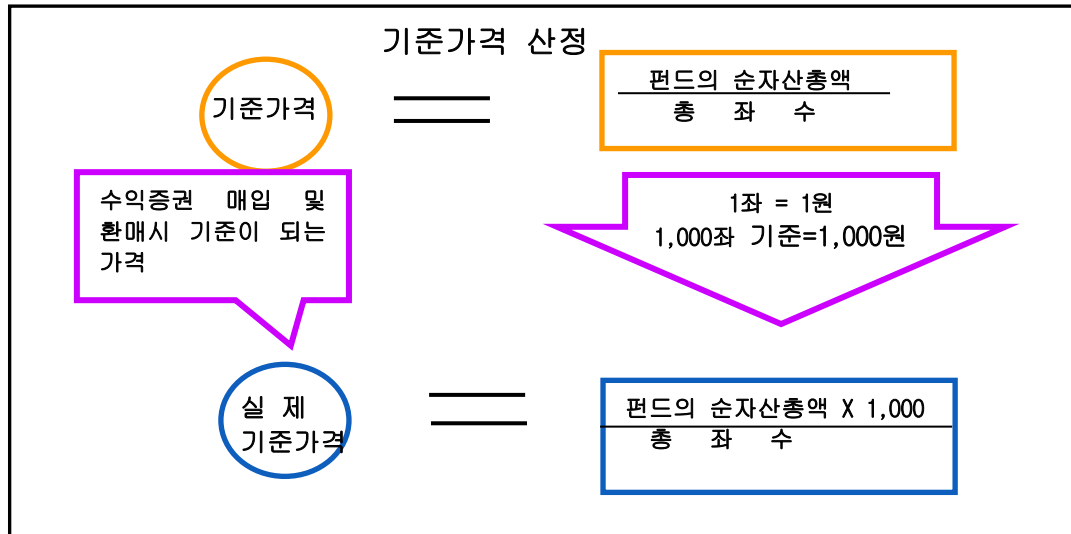 기준가격 산정
기준가격
펀드의 순자산총액
총 좌 수
수익증권 매입 및
환매시 기준이 되는
가격
1좌 = 1원
1,000좌 기준=1,000원
실 제
기준가격
펀드의 순자산총액 X 1,000
총 좌 수